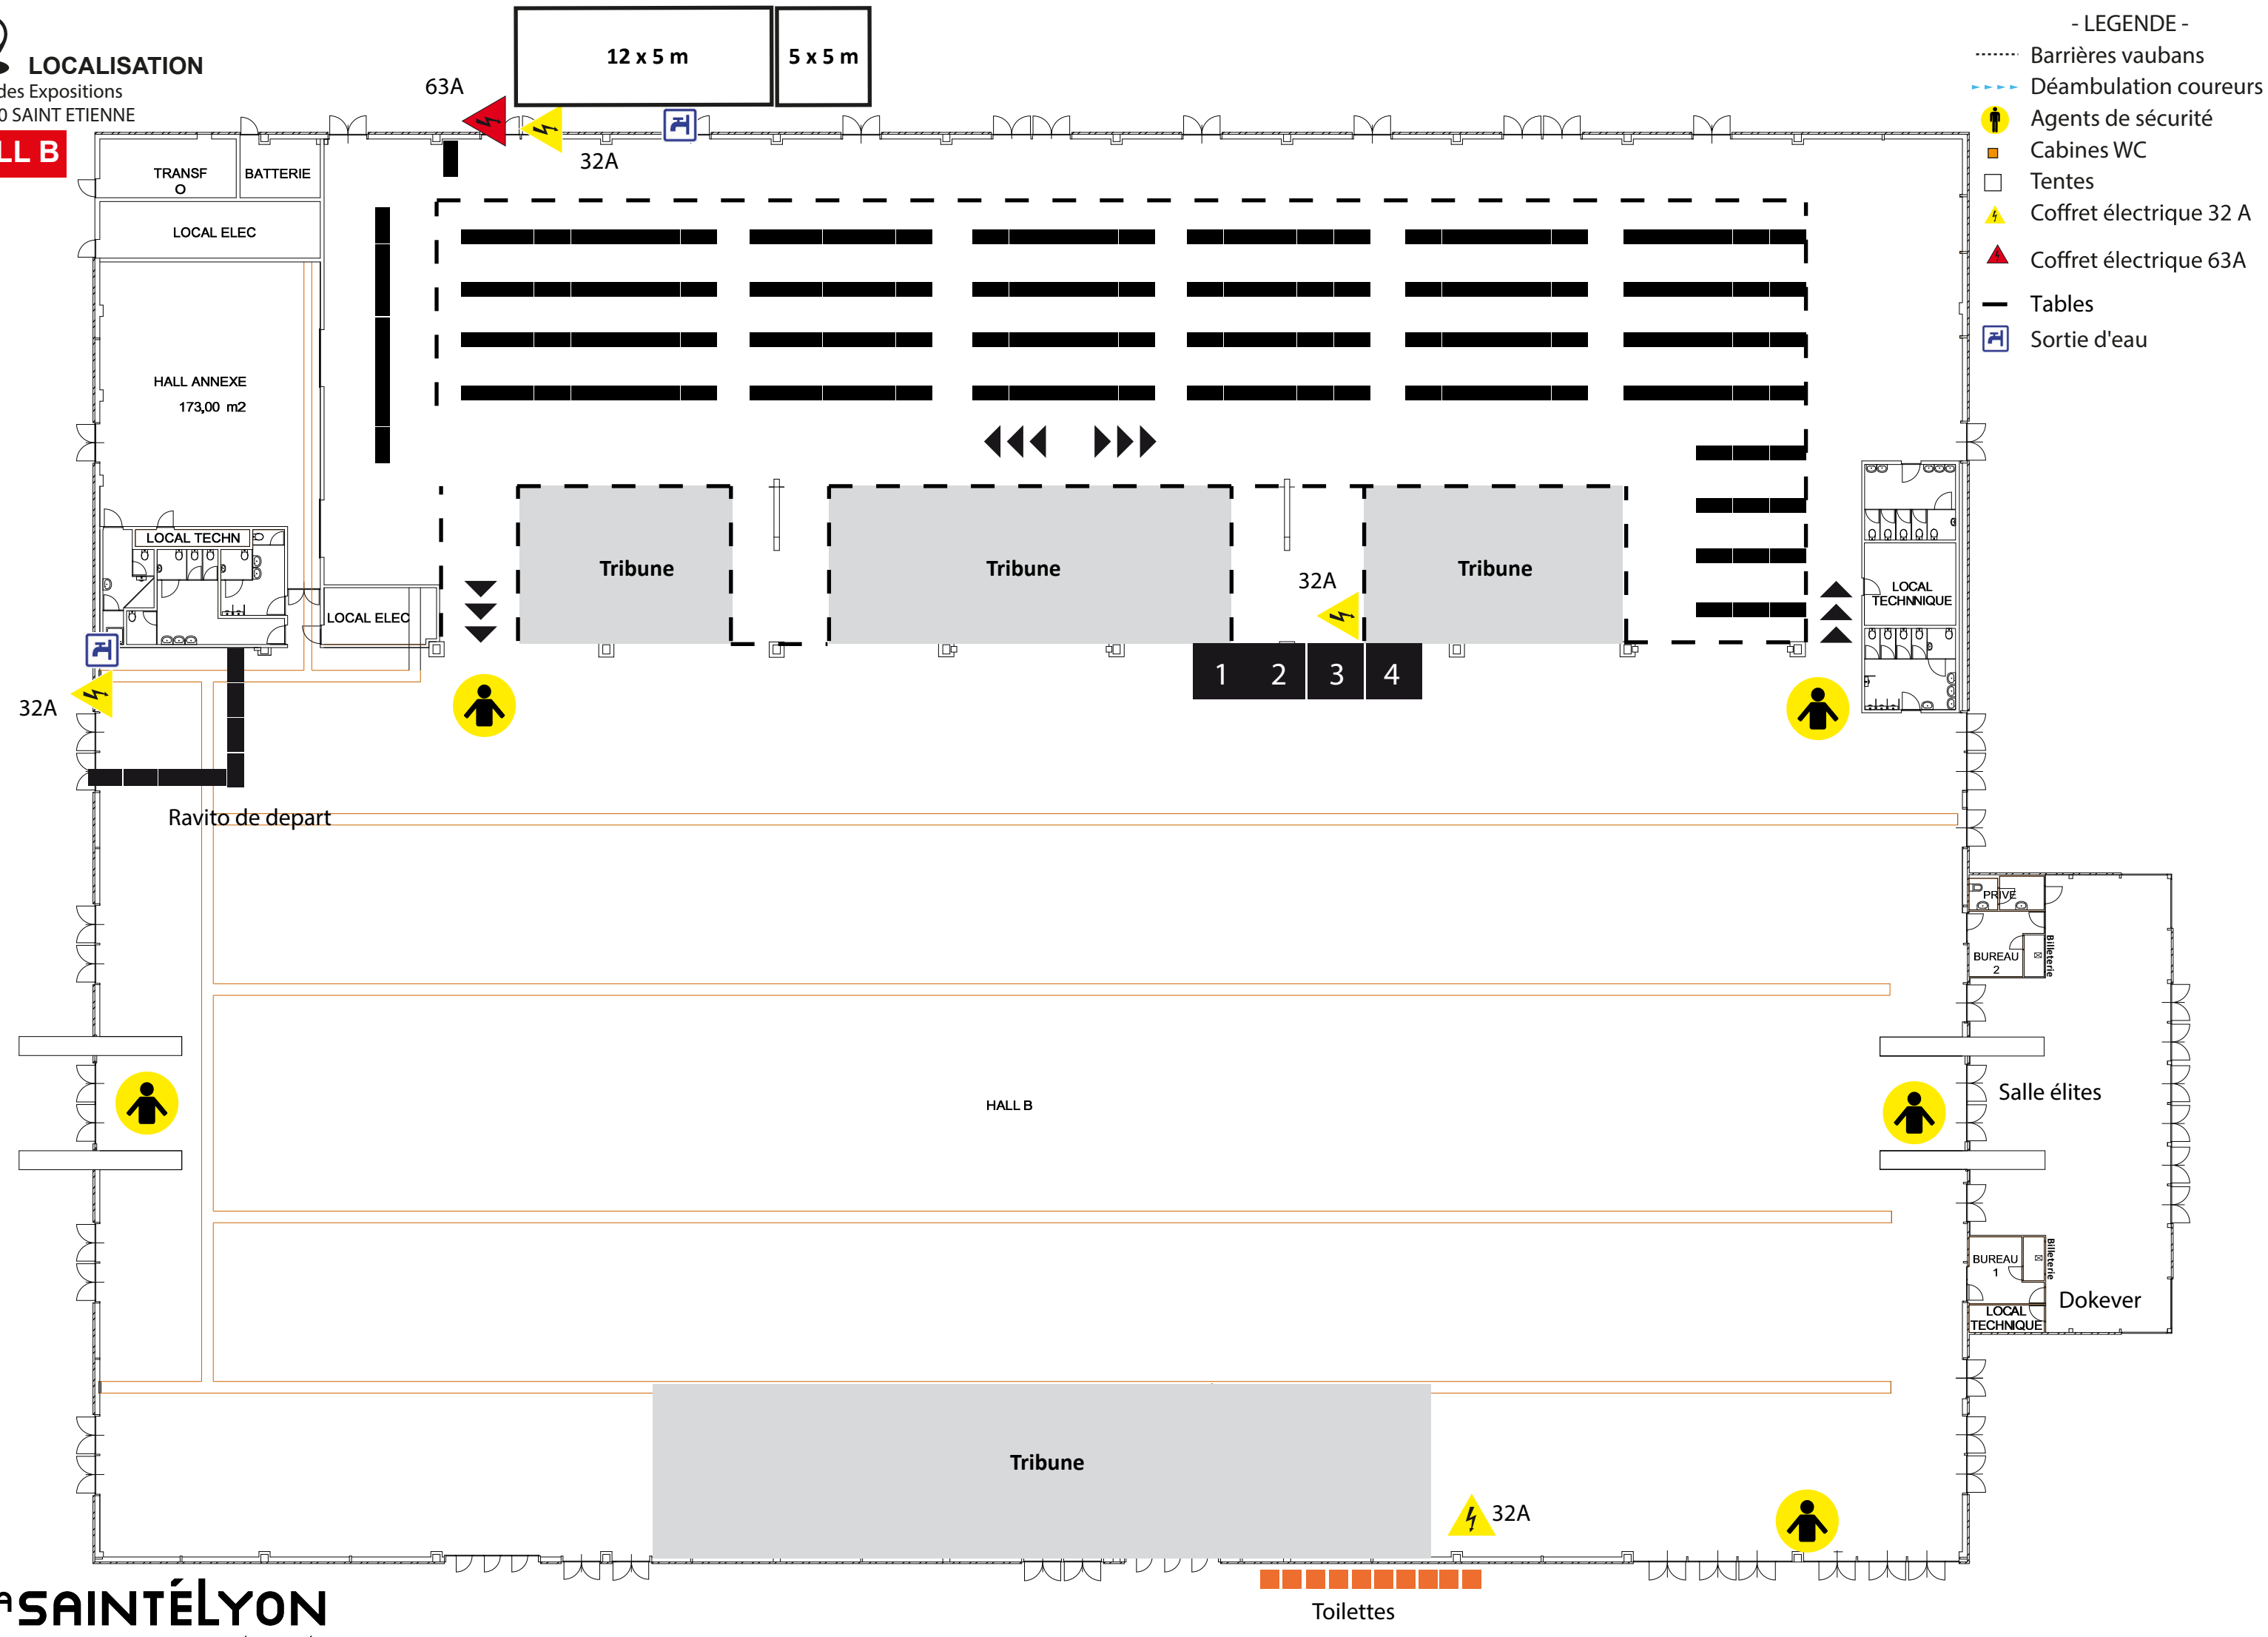 LOCALISATION
des Expositions
0 SAINT ETIENNE
LL B
12 x 5 m
5 x 5 m
63A
32A
- LEGENDE -
Barrières vaubans
Déambulation coureurs
Agents de sécurité
Cabines WC
Tentes
Coffret électrique 32 A
Coffret électrique 63A
Tables
Sortie d'eau
TRANSF
O
BATTERIE
LOCAL ELEC
HALL ANNEXE
173,00 m2
LOCAL TECHN
LOCAL ELEC
Tribune
Tribune
32A
Tribune
LOCAL
TECHNNIQUE
1 2 3 4
32A
Ravito de depart
PRIVE
BUREAU
2
Billeterie
HALL B
Salle élites
BUREAU
1
Billeterie
Dokever
LOCAL
TECHNIQUE
Tribune
32A
Toilettes
SAINTÉLYON